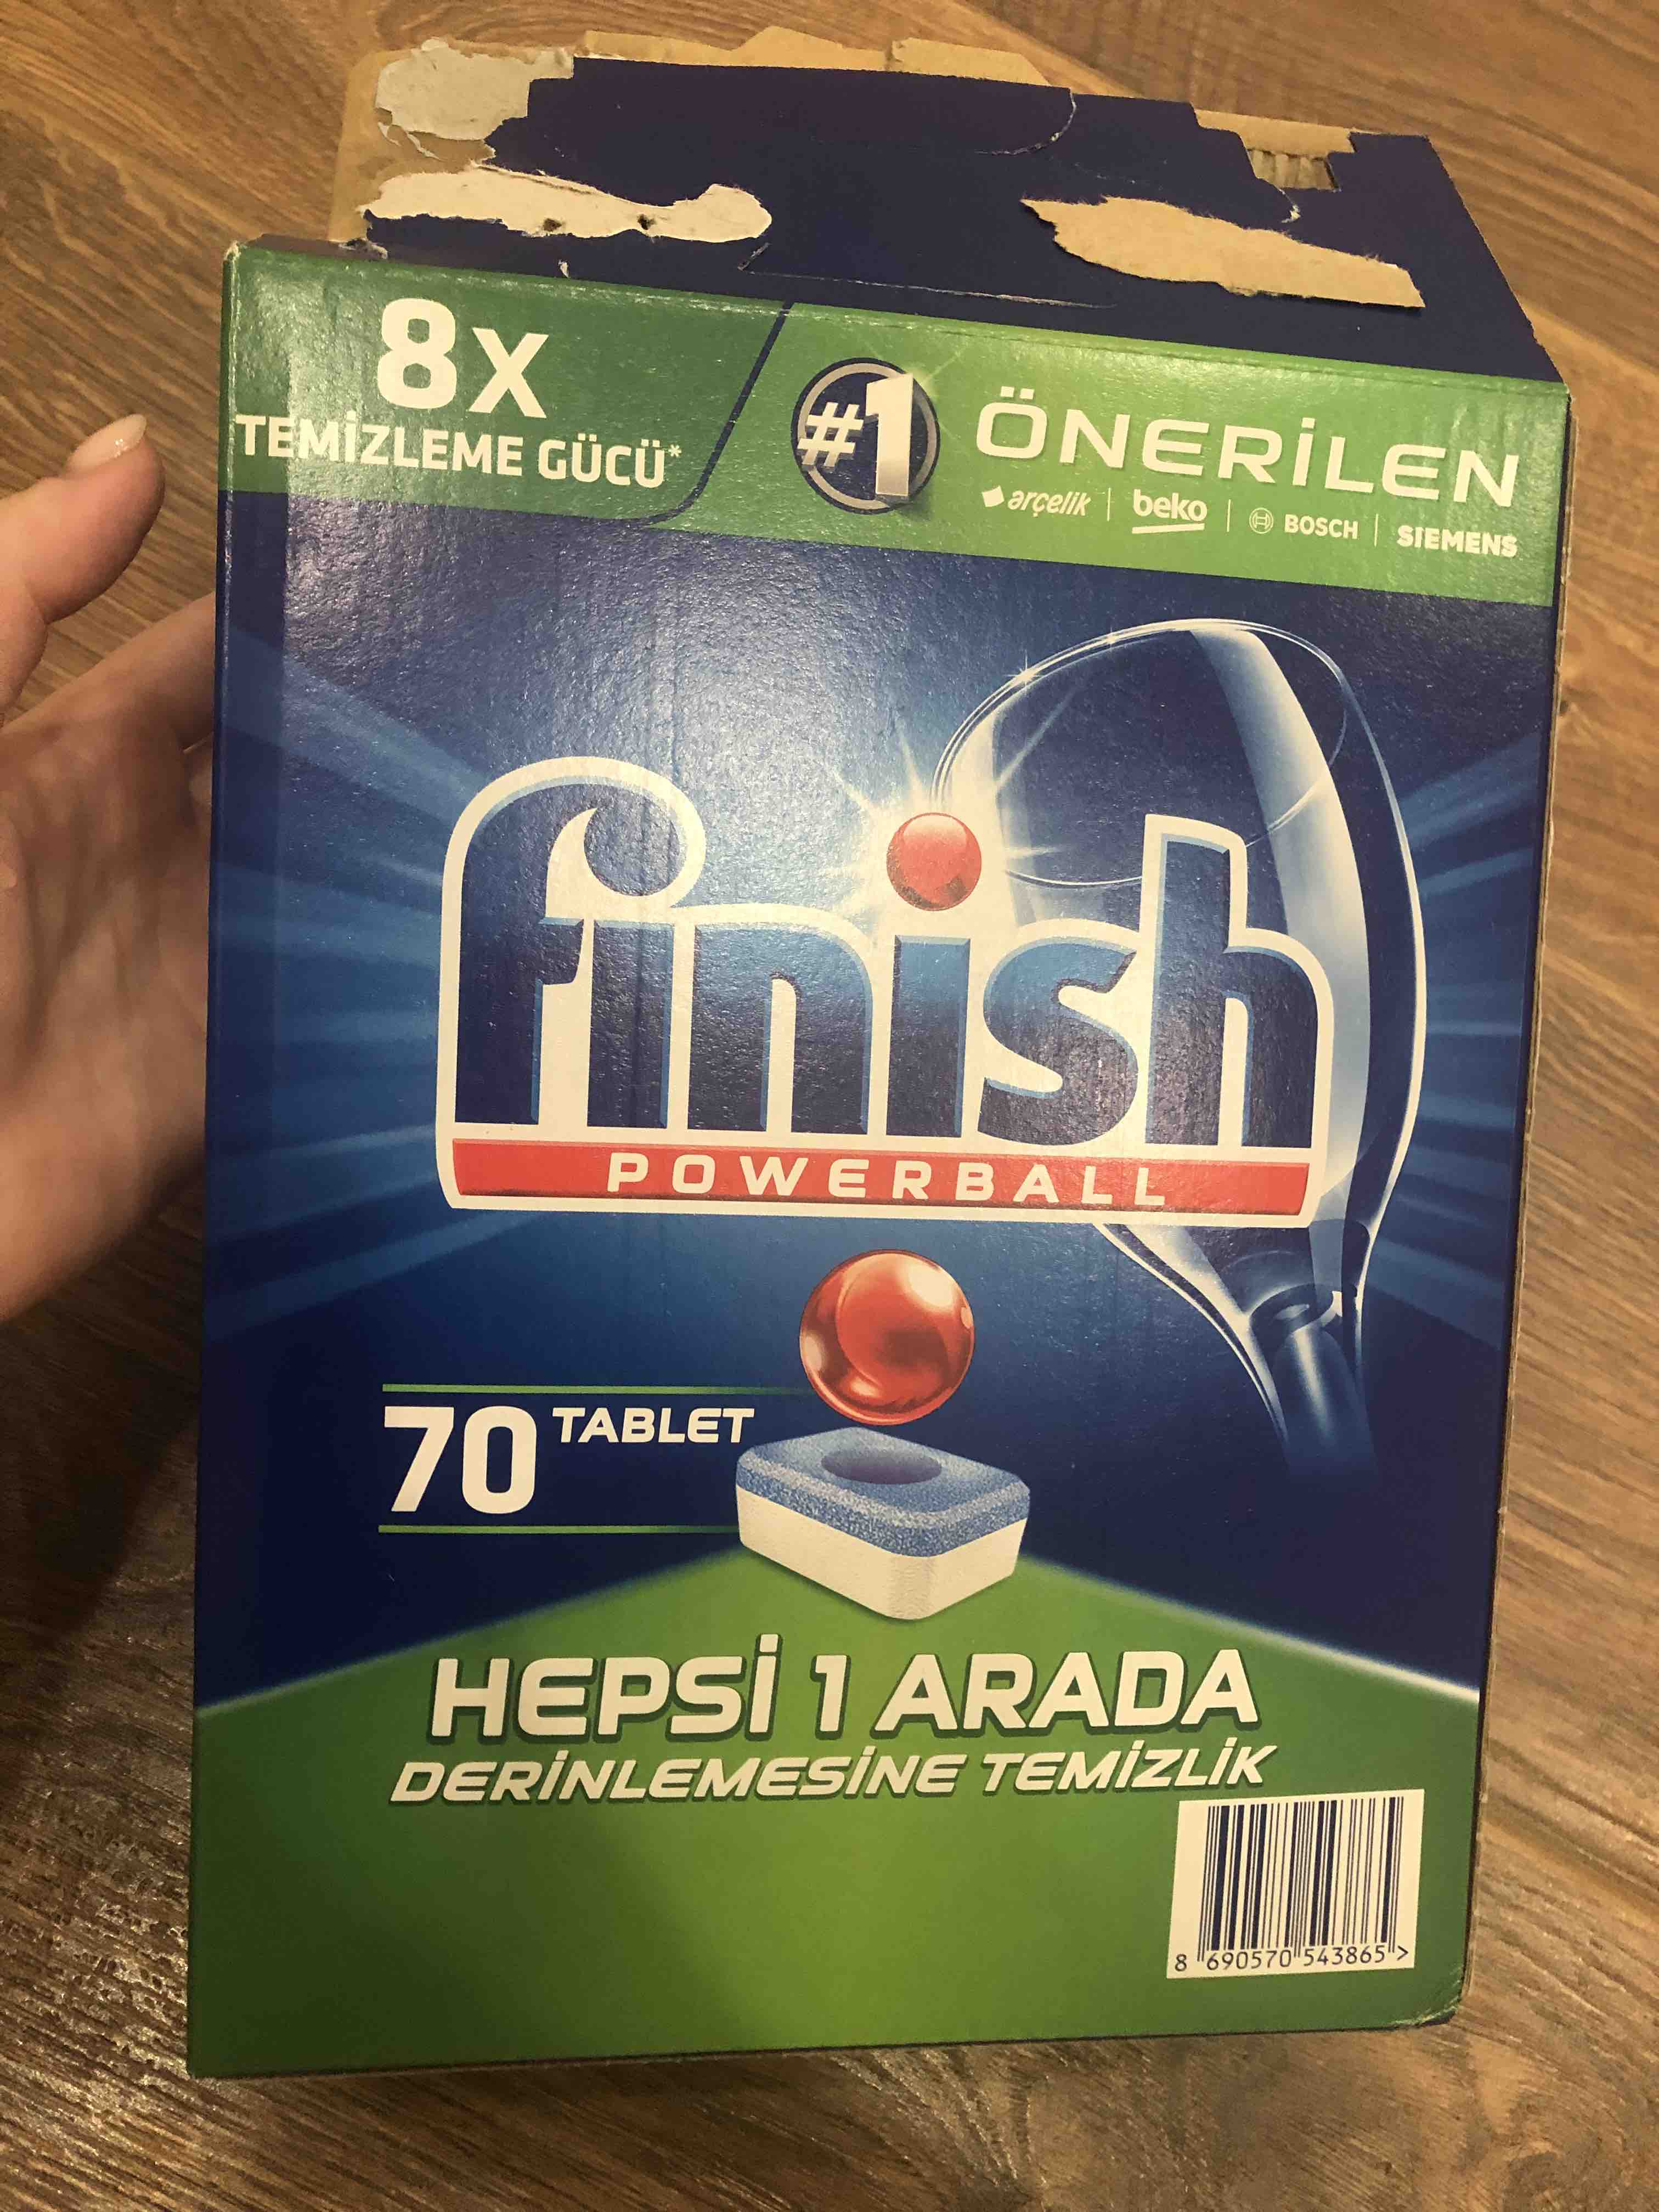 8X
TEMİZLEME GÜCÜ*
#1 ÖNERİLEN
arçelik | beko | BOSCH | SIEMENS
finish
POWERBALL
70 TABLET
HEPSİ 1 ARADA
DERİNLEMESİNE TEMİZLİK
8 690570 543865 >